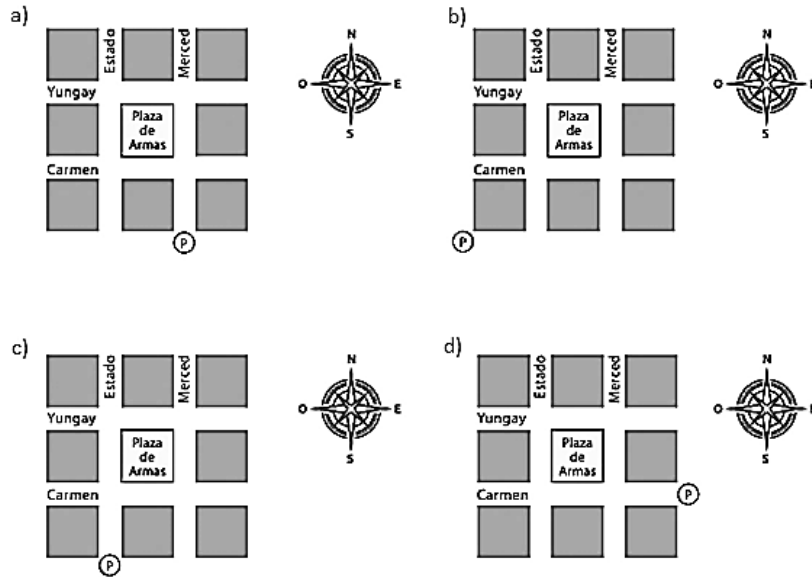 a)
Estado
Merced
N
Yungay
O
E
Plaza
de
Armas
S
Carmen
P
b)
Estado
Merced
N
Yungay
O
E
Plaza
de
Armas
S
Carmen
P
c)
Estado
Merced
N
Yungay
O
E
Plaza
de
Armas
S
Carmen
P
d)
Estado
Merced
N
Yungay
O
E
Plaza
de
Armas
S
Carmen
P